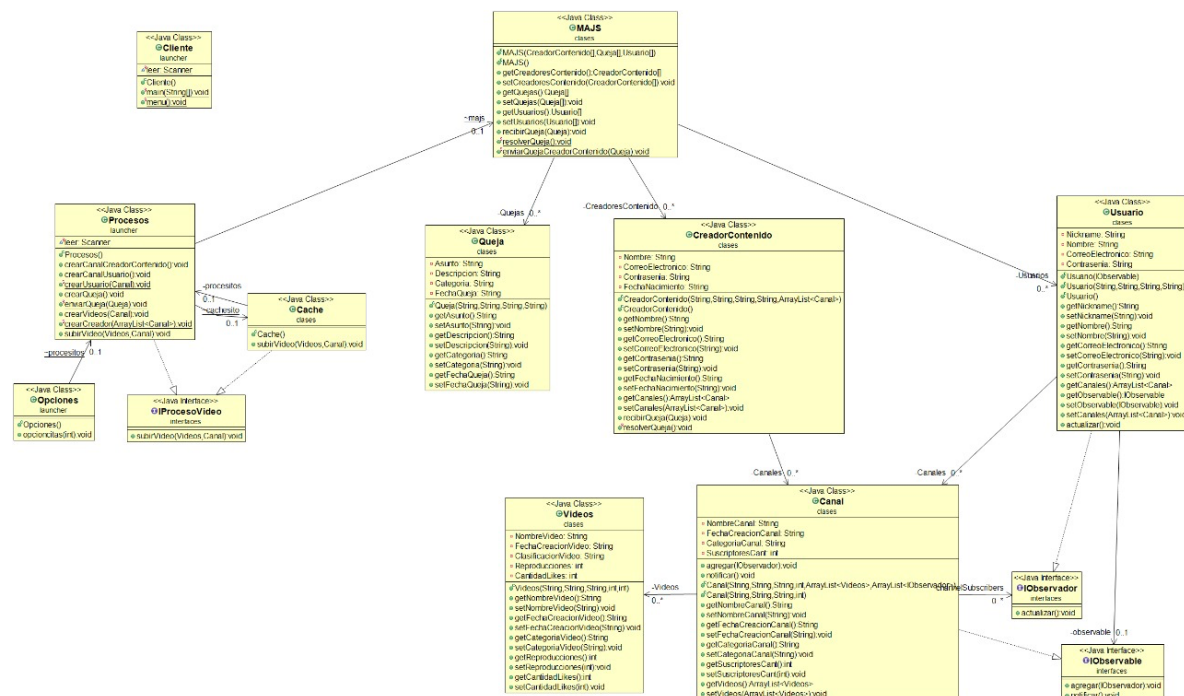 <<Java Class>>
Cliente
launcher
leer: Scanner
Cliente()
main(String[]):void
menu():void
<<Java Class>>
MAJS
clases
MAJS(CreadorContenido[],Queja[],Usuario[])
MAJS()
getCreadoresContenido():CreadorContenido[]
setCreadoresContenido(CreadorContenido[]):void
getQuejas():Queja[]
setQuejas(Queja[]):void
getUsuarios():Usuario[]
setUsuarios(Usuario[]):void
recibirQueja(Queja):void
resolverQueja():void
enviarQuejaCreadorContenido(Queja):void
~majs
0..1
<<Java Class>>
Procesos
launcher
leer: Scanner
Procesos()
crearCanalCreadorContenido():void
crearCanalUsuario():void
crearUsuario(Canal):void
crearQueja():void
enviarQueja(Queja):void
crearVideos(Canal):void
crearCreador(ArrayList<Canal>):void
subirVideo(Videos,Canal):void
~procesitos
0..1
~cachesito
0..1
<<Java Class>>
Cache
clases
Cache()
subirVideo(Videos,Canal):void
~procesitos 0..1
<<Java Class>>
Opciones
launcher
Opciones()
opcioncitas(int):void
<<Java Interface>>
IProcesoVideo
interfaces
subirVideo(Videos,Canal):void
-Quejas 0..*
<<Java Class>>
Queja
clases
Asunto: String
Descripcion: String
Categoria: String
FechaQueja: String
Queja(String,String,String,String)
getAsunto():String
setAsunto(String):void
getDescripcion():String
setDescripcion(String):void
getCategoria():String
setCategoria(String):void
getFechaQueja():String
setFechaQueja(String):void
-CreadoresContenido 0..*
<<Java Class>>
CreadorContenido
clases
Nombre: String
CorreoElectronico: String
Contrasenia: String
FechaNacimiento: String
CreadorContenido(String,String,String,String,ArrayList<Canal>)
CreadorContenido()
getNombre():String
setNombre(String):void
getCorreoElectronico():String
setCorreoElectronico(String):void
getContrasenia():String
setContrasenia(String):void
getFechaNacimiento():String
setFechaNacimiento(String):void
getCanales():ArrayList<Canal>
setCanales(ArrayList<Canal>):void
recibirQueja(Queja):void
resolverQueja():void
-Usuarios
0..*
<<Java Class>>
Usuario
clases
Nickname: String
Nombre: String
CorreoElectronico: String
Contrasenia: String
Usuario(IObservable)
Usuario(String,String,String,String)
Usuario()
getNickname():String
setNickname(String):void
getNombre():String
setNombre(String):void
getCorreoElectronico():String
setCorreoElectronico(String):void
getContrasenia():String
setContrasenia(String):void
getCanales():ArrayList<Canal>
getObservable():IObservable
setObservable(IObservable):void
setCanales(ArrayList<Canal>):void
actualizar():void
-Canales 0..*
-Canales 0..*
<<Java Class>>
Videos
clases
NombreVideo: String
FechaCreacionVideo: String
ClasificacionVideo: String
Reproducciones: int
CantidadLikes: int
Videos(String,String,String,int,int)
getNombreVideo():String
setNombreVideo(String):void
getFechaCreacionVideo():String
setFechaCreacionVideo(String):void
getCategoriaVideo():String
setCategoriaVideo(String):void
getReproducciones():int
setReproducciones(int):void
getCantidadLikes():int
setCantidadLikes(int):void
-Videos
0..*
<<Java Class>>
Canal
clases
NombreCanal: String
FechaCreacionCanal: String
CategoriaCanal: String
SuscriptoresCant: int
agregar(IObservador):void
notificar():void
Canal(String,String,String,int,ArrayList<Videos>,ArrayList<IObservador>)
Canal(String,String,String,int)
getNombreCanal():String
setNombreCanal(String):void
getFechaCreacionCanal():String
setFechaCreacionCanal(String):void
getCategoriaCanal():String
setCategoriaCanal(String):void
getSuscriptoresCant():int
setSuscriptoresCant(int):void
getVideos():ArrayList<Videos>
setVideos(ArrayList<Videos>):void
channelSubscribers
0..*
<<Java Interface>>
IObservador
interfaces
actualizar():void
-observable 0..1
<<Java Interface>>
IObservable
interfaces
agregar(IObservador):void
notificar():void